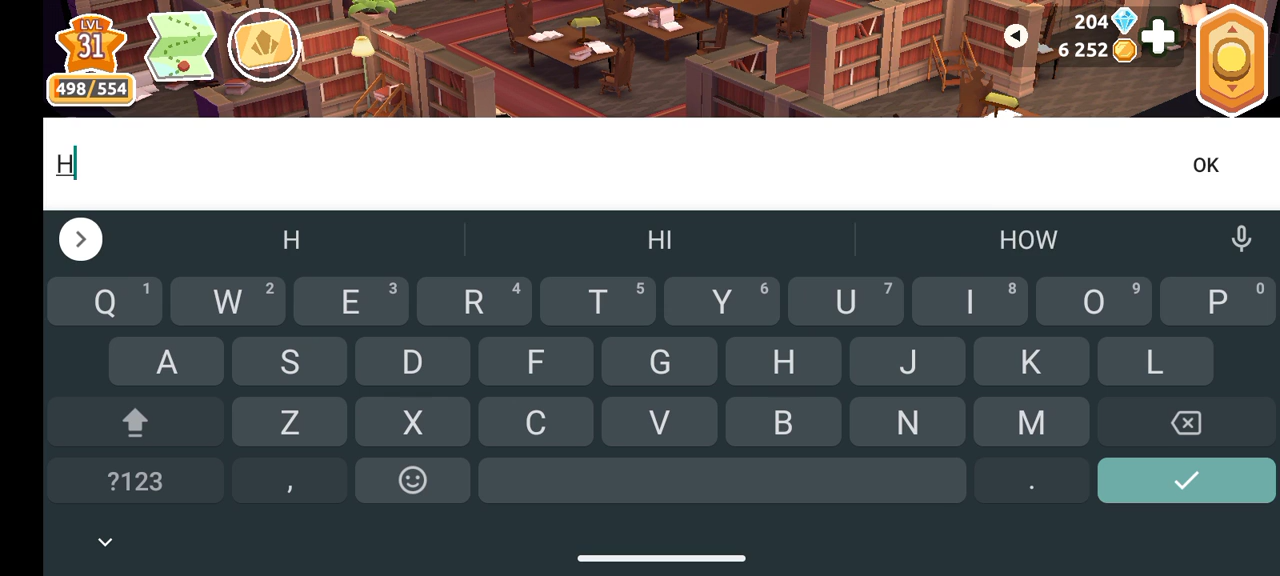 LVL
31
498/554
204
6 252
H
OK
H HI HOW
Q 1 W 2 E 3 R 4 T 5 Y 6 U 7 I 8 O 9 P 0
A S D F G H J K L
Z X C V B N M
?123 , .